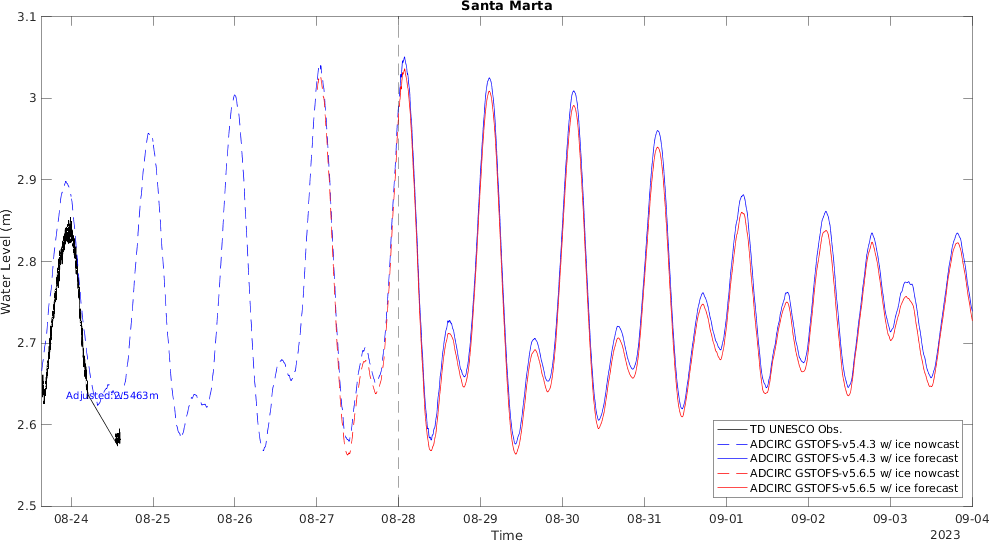 Santa Marta
3.1
3
2.9
2.8
2.7
2.6
2.5
Water Level (m)
08-24
08-25
08-26
08-27
08-28
08-29
08-30
08-31
09-01
09-02
09-03
09-04
Time
2023
TD UNESCO Obs.
ADCIRC GSTOFS-v5.4.3 w/ ice nowcast
ADCIRC GSTOFS-v5.4.3 w/ ice forecast
ADCIRC GSTOFS-v5.6.5 w/ ice nowcast
ADCIRC GSTOFS-v5.6.5 w/ ice forecast